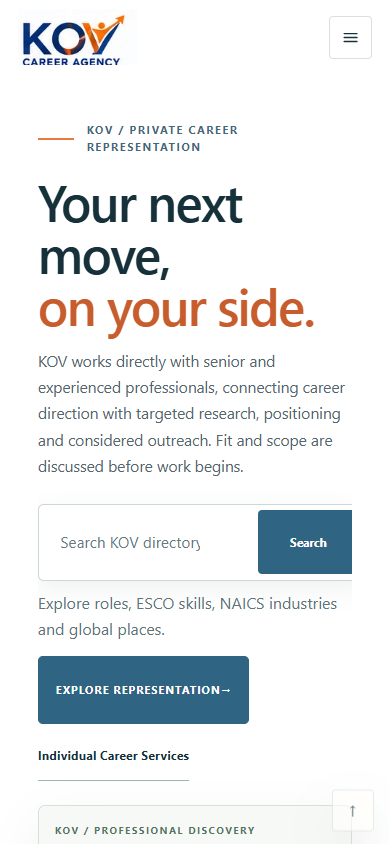 KOV
CAREER AGENCY
KOV / PRIVATE CAREER
REPRESENTATION
Your next
move,
on your side.
KOV works directly with senior and
experienced professionals, connecting career
direction with targeted research, positioning
and considered outreach. Fit and scope are
discussed before work begins.
Search KOV directory
Search
Explore roles, ESCO skills, NAICS industries
and global places.
EXPLORE REPRESENTATION→
Individual Career Services
↑
KOV / PROFESSIONAL DISCOVERY